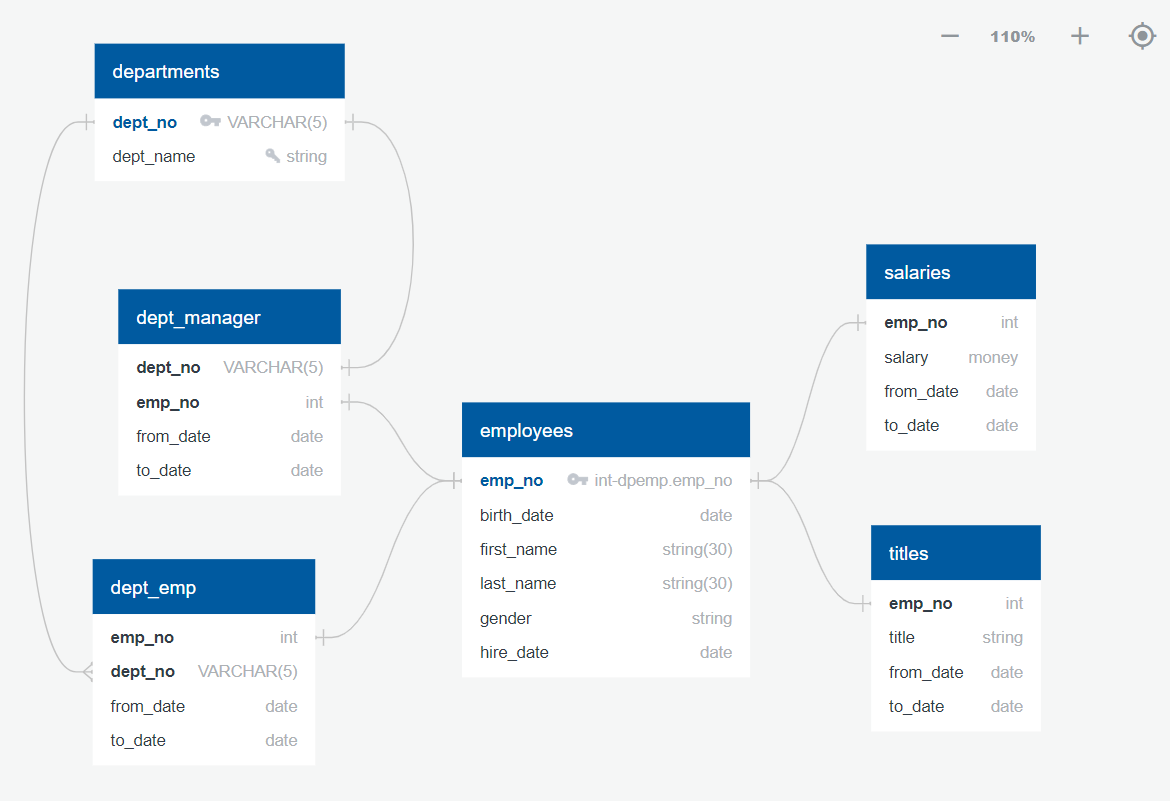 110%
departments
dept_no VARCHAR(5)
dept_name string
dept_manager
dept_no VARCHAR(5)
emp_no int
from_date date
to_date date
dept_emp
emp_no int
dept_no VARCHAR(5)
from_date date
to_date date
employees
emp_no int-dpemp.emp_no
birth_date date
first_name string(30)
last_name string(30)
gender string
hire_date date
salaries
emp_no int
salary money
from_date date
to_date date
titles
emp_no int
title string
from_date date
to_date date